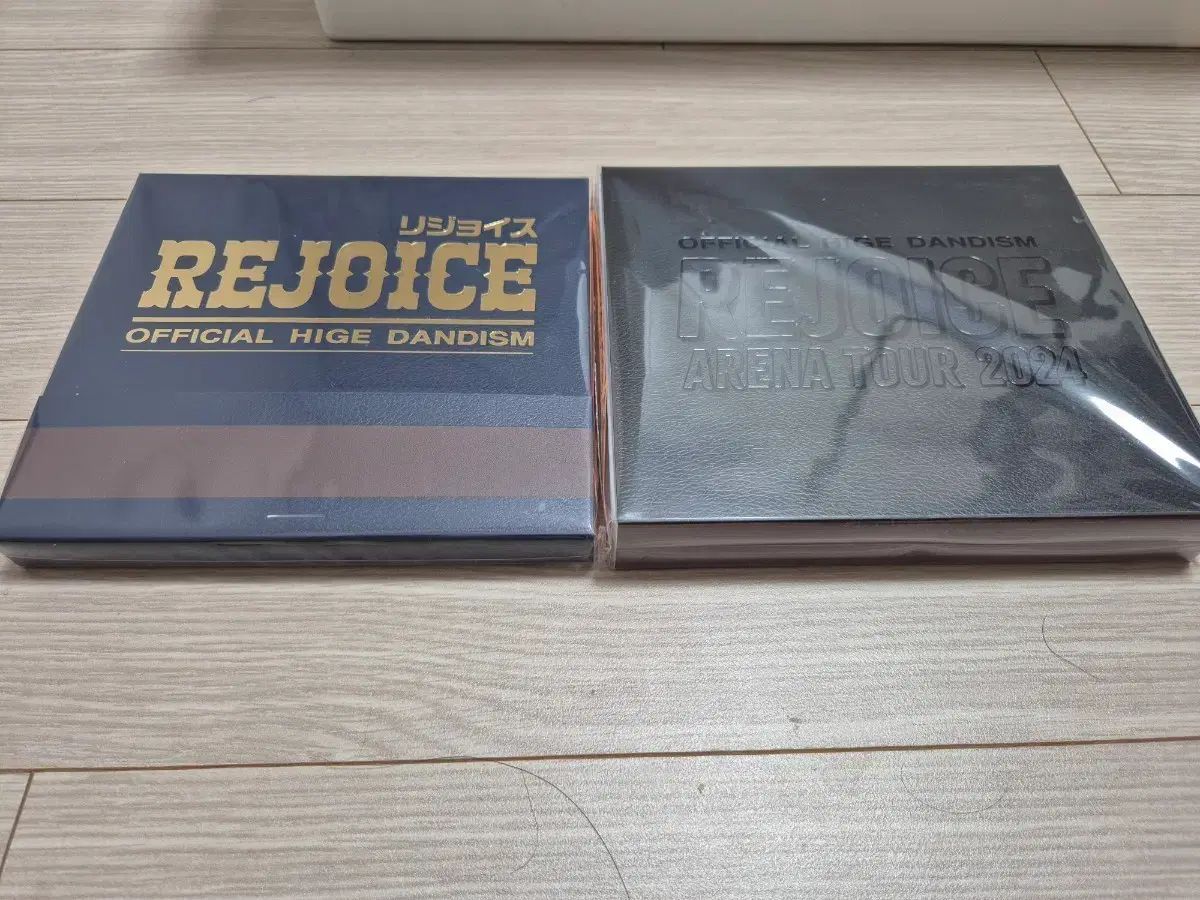 リジョイス
REJOICE
OFFICIAL HIGE DANDISM
OFFICIAL HIGE DANDISM
REJOICE
ARENA TOUR 2024